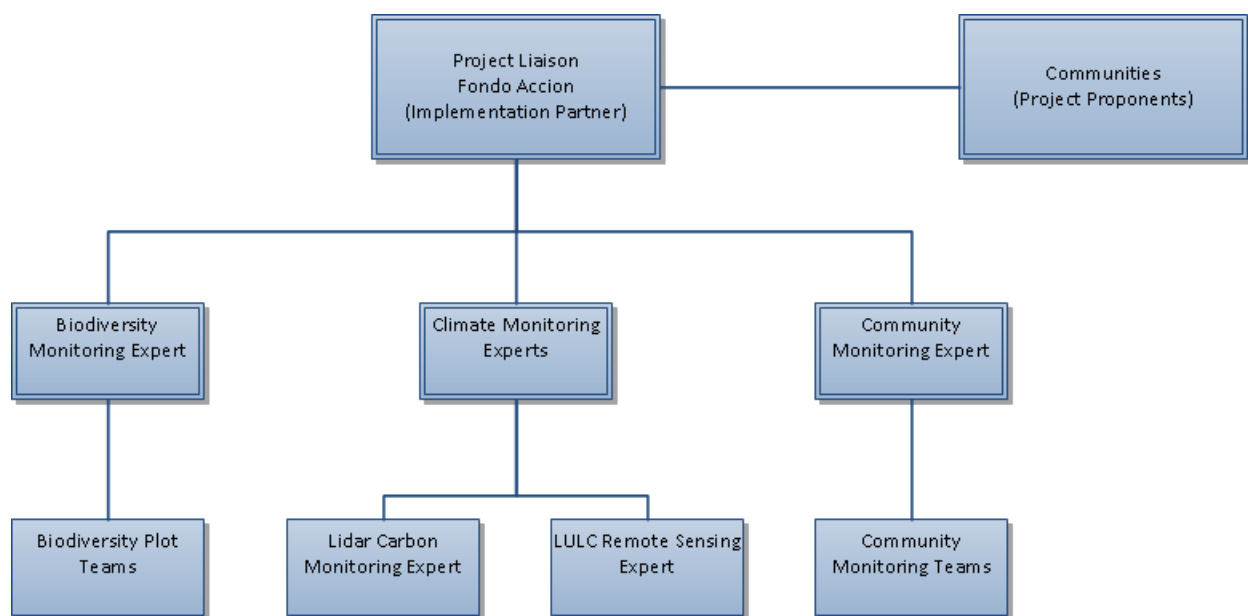 Project Liaison
Fondo Accion
(Implementation Partner)
Communities
(Project Proponents)
Biodiversity
Monitoring Expert
Climate Monitoring
Experts
Community
Monitoring Expert
Biodiversity Plot
Teams
Lidar Carbon
Monitoring Expert
LULC Remote Sensing
Expert
Community
Monitoring Teams